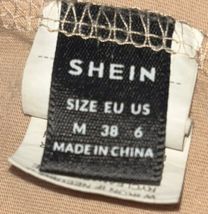 SHEIN
SIZE EU US
M 38 6
MADE IN CHINA